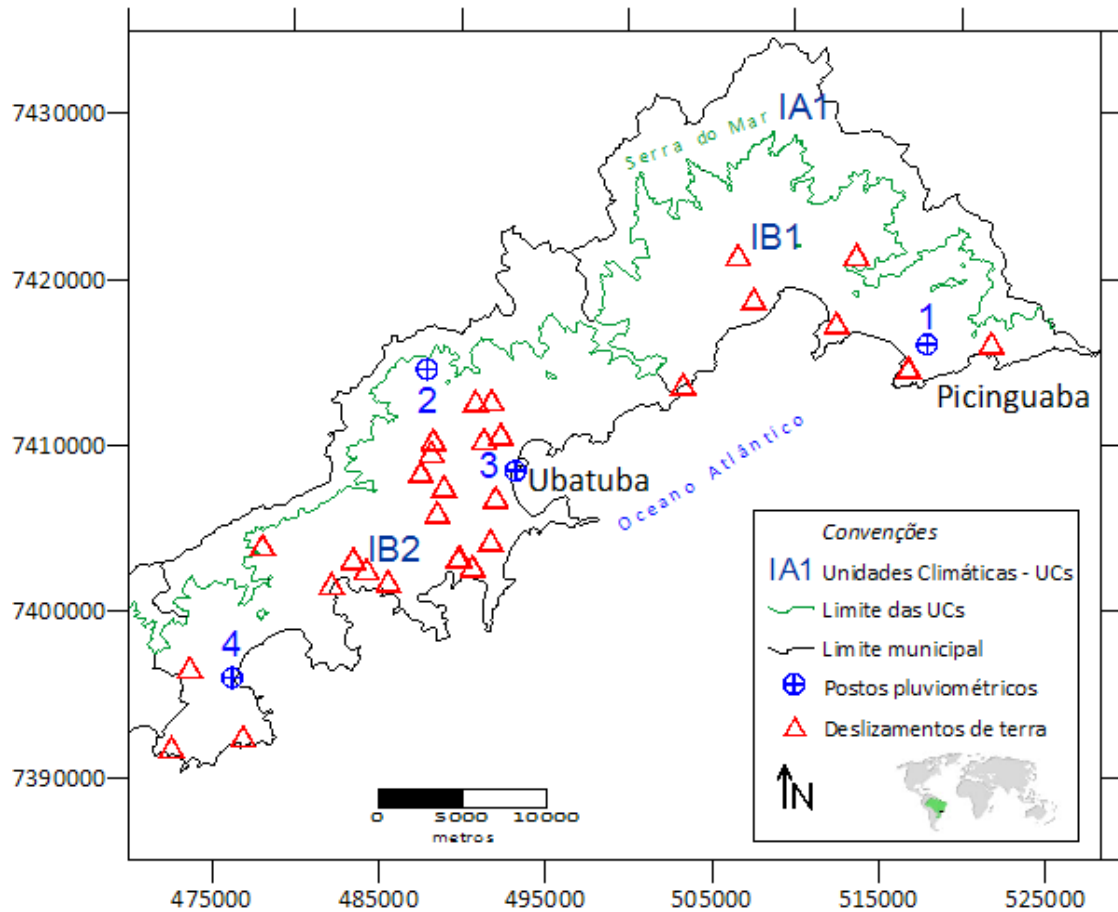 7430000
7420000
7410000
7400000
7390000
Serra do Mar
IA1
IB1
1
Picinguaba
2
3
Ubatuba
Oceano Atlântico
IB2
4
0 5000 10000
metros
Convenções
IA1 Unidades Climáticas - UCs
Limite das UCs
Limite municipal
Postos pluviométricos
Deslizamentos de terra
N
475000 485000 495000 505000 515000 525000